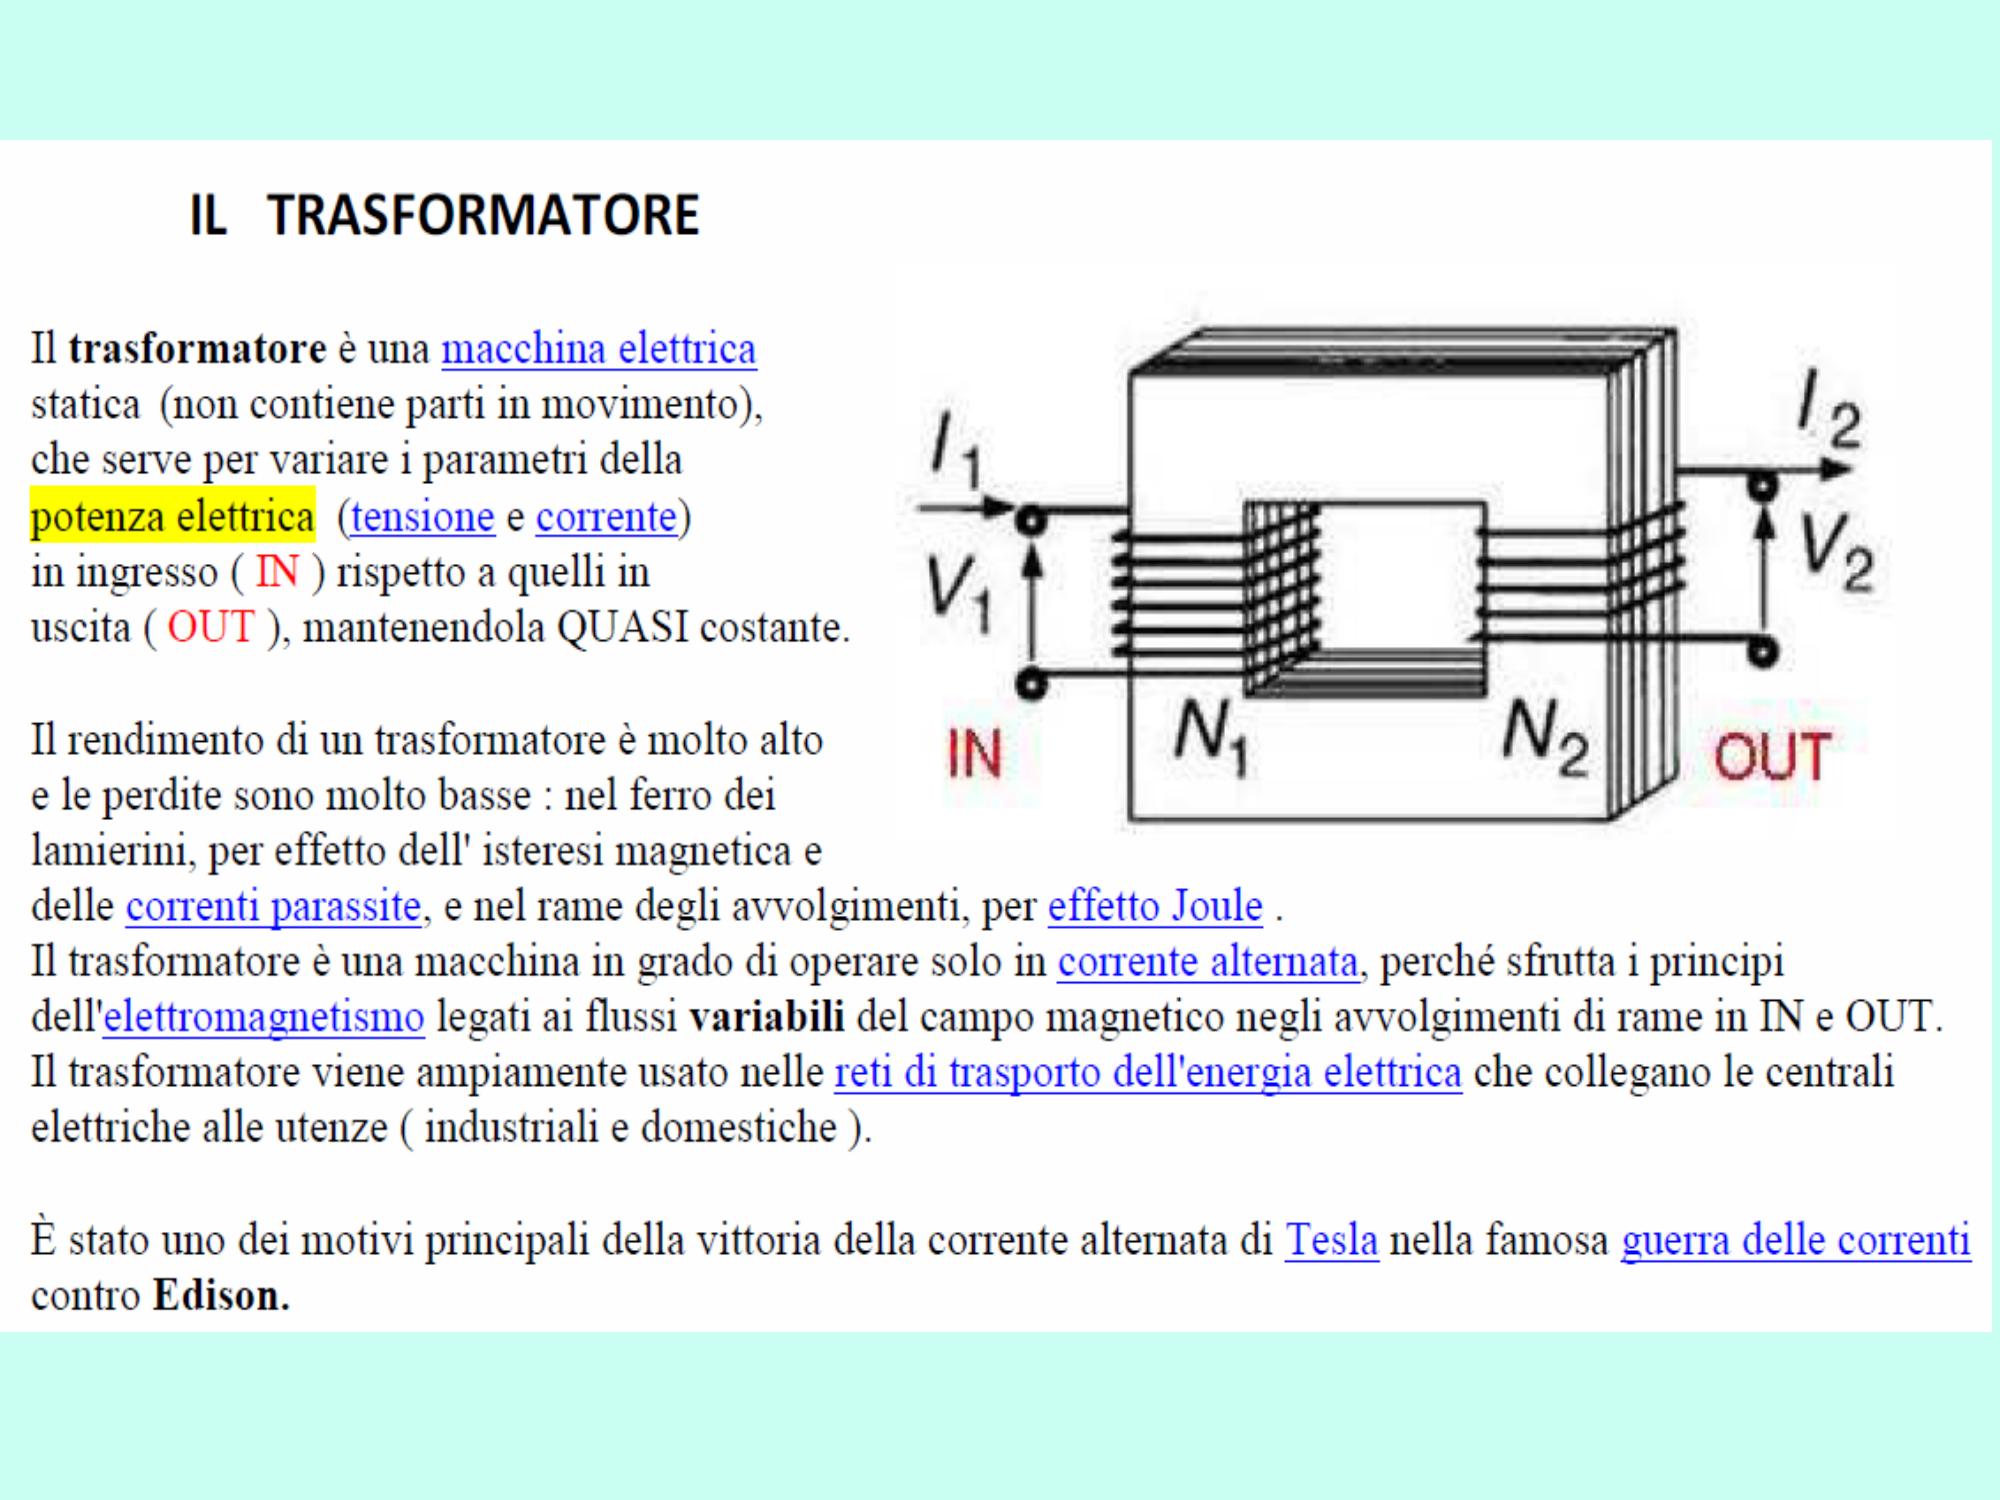 IL TRASFORMATORE
Il trasformatore è una macchina elettrica
statica (non contiene parti in movimento),
che serve per variare i parametri della
potenza elettrica (tensione e corrente)
in ingresso ( IN ) rispetto a quelli in
uscita ( OUT ), mantenendola QUASI costante.
I1
V1
IN
N1
N2
I2
V2
OUT
Il rendimento di un trasformatore è molto alto
e le perdite sono molto basse : nel ferro dei
lamierini, per effetto dell' isteresi magnetica e
delle correnti parassite, e nel rame degli avvolgimenti, per effetto Joule .
Il trasformatore è una macchina in grado di operare solo in corrente alternata, perché sfrutta i principi
dell'elettromagnetismo legati ai flussi variabili del campo magnetico negli avvolgimenti di rame in IN e OUT.
Il trasformatore viene ampiamente usato nelle reti di trasporto dell'energia elettrica che collegano le centrali
elettriche alle utenze ( industriali e domestiche ).
È stato uno dei motivi principali della vittoria della corrente alternata di Tesla nella famosa guerra delle correnti
contro Edison.